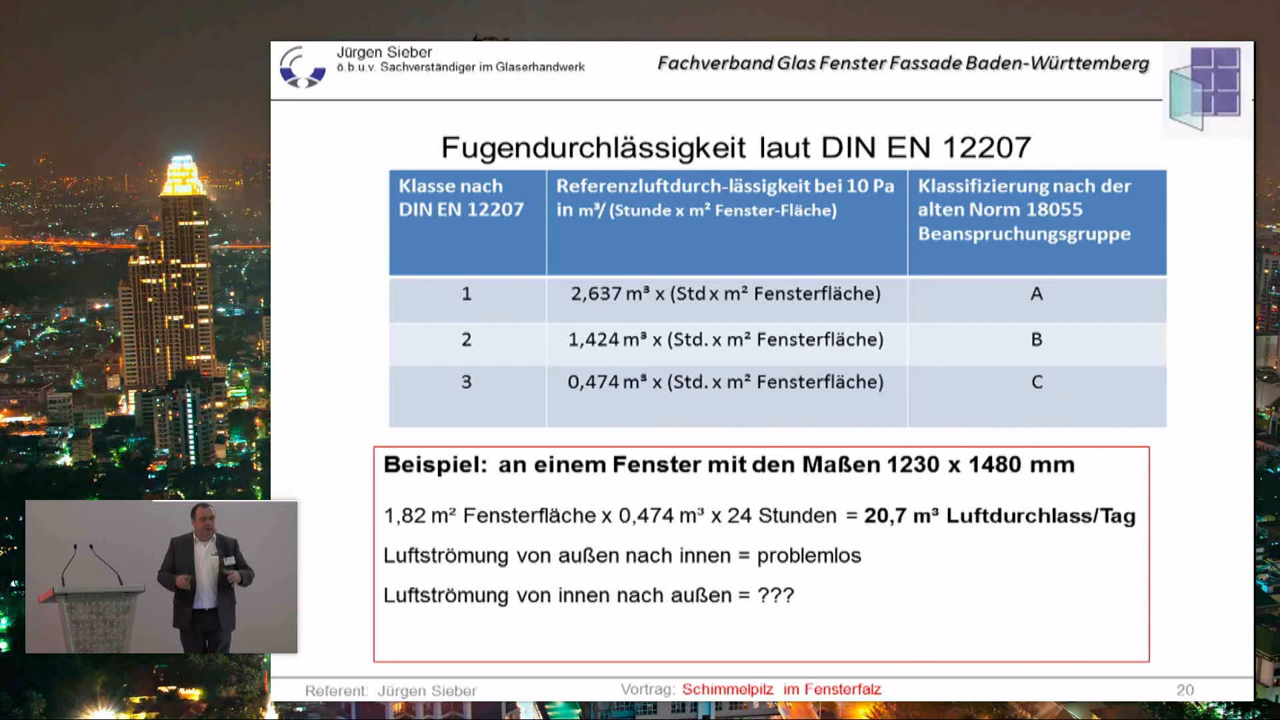 Jürgen Sieber
ö.b.u.v. Sachverständiger im Glaserhandwerk
Fachverband Glas Fenster Fassade Baden-Württemberg
Fugendurchlässigkeit laut DIN EN 12207
Klasse nach
DIN EN 12207
Referenzluftdurch-lässigkeit bei 10 Pa
in m³/ (Stunde x m² Fenster-Fläche)
Klassifizierung nach der
alten Norm 18055
Beanspruchungsgruppe
1
2,637 m³ x (Std x m² Fensterfläche)
A
2
1,424 m³ x (Std. x m² Fensterfläche)
B
3
0,474 m³ x (Std. x m² Fensterfläche)
C
Beispiel: an einem Fenster mit den Maßen 1230 x 1480 mm
1,82 m² Fensterfläche x 0,474 m³ x 24 Stunden = 20,7 m³ Luftdurchlass/Tag
Luftströmung von außen nach innen = problemlos
Luftströmung von innen nach außen = ???
Referent: Jürgen Sieber
Vortrag: Schimmelpilz im Fensterfalz
20